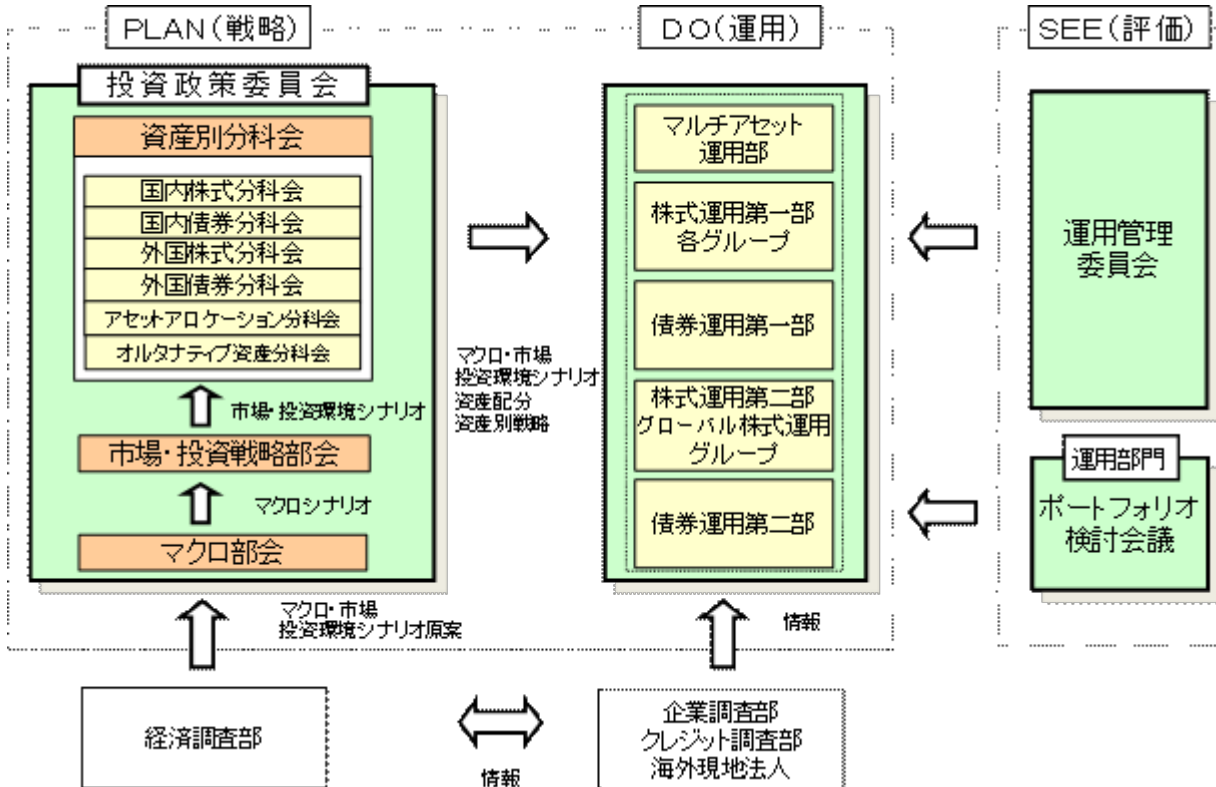 PLAN(戦略)
投資政策委員会
資産別分科会
国内株式分科会
国内債券分科会
外国株式分科会
外国債券分科会
アセットアロケーション分科会
オルタナティブ資産分科会
市場・投資環境シナリオ
市場・投資戦略部会
マクロシナリオ
マクロ部会
マクロ・市場
投資環境シナリオ
資産配分
資産別戦略
DO(運用)
マルチアセット
運用部
株式運用第一部
各グループ
債券運用第一部
株式運用第二部
グローバル株式運用
グループ
債券運用第二部
SEE(評価)
運用管理
委員会
運用部門
ポートフォリオ
検討会議
マクロ・市場
投資環境シナリオ原案
情報
経済調査部
情報
企業調査部
クレジット調査部
海外現地法人